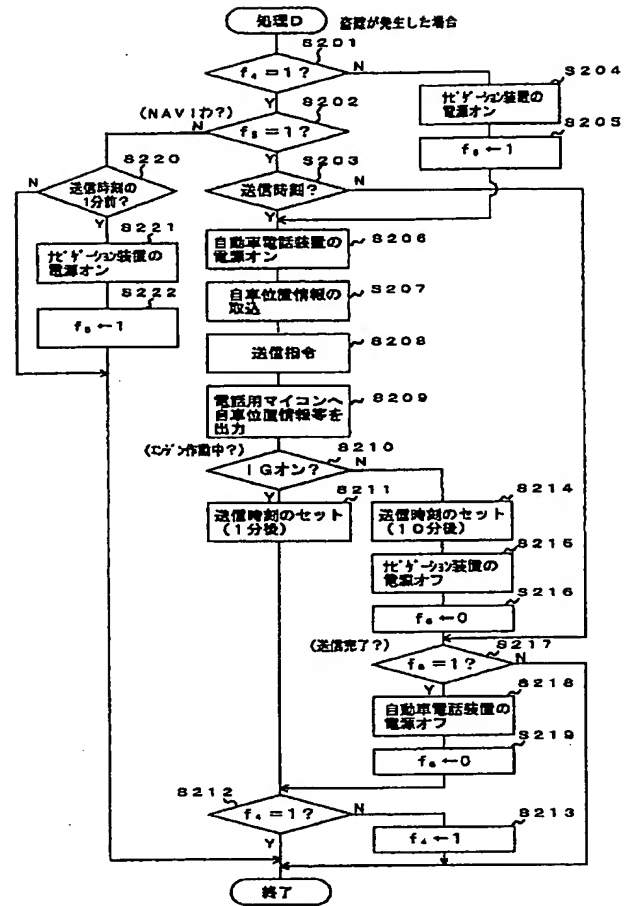 処理D
盗難が発生した場合
S201
f₄=1?
N
Y
S204
ナビゲーション装置の
電源オン
S205
(NAVIオン?)
N
S202
f₅=1?
Y
f₅←1
S220
N
送信時刻の
1分前?
Y
S203
送信時刻?
N
Y
S221
ナビゲーション装置の
電源オン
S222
f₅←1
S206
自動車電話装置の
電源オン
S207
自車位置情報の
取込
S208
送信指令
S209
電話用マイコンへ
自車位置情報等を
出力
(エンジン作動中?)
S210
IGオン?
N
Y
S211
送信時刻のセット
(1分後)
S214
送信時刻のセット
(10分後)
S215
ナビゲーション装置の
電源オフ
S216
←0
(送信完了?)
S217
=1?
N
Y
S218
自動車電話装置の
電源オフ
S219
←0
S212
f₄=1?
N
Y
S213
f₄←1
終了